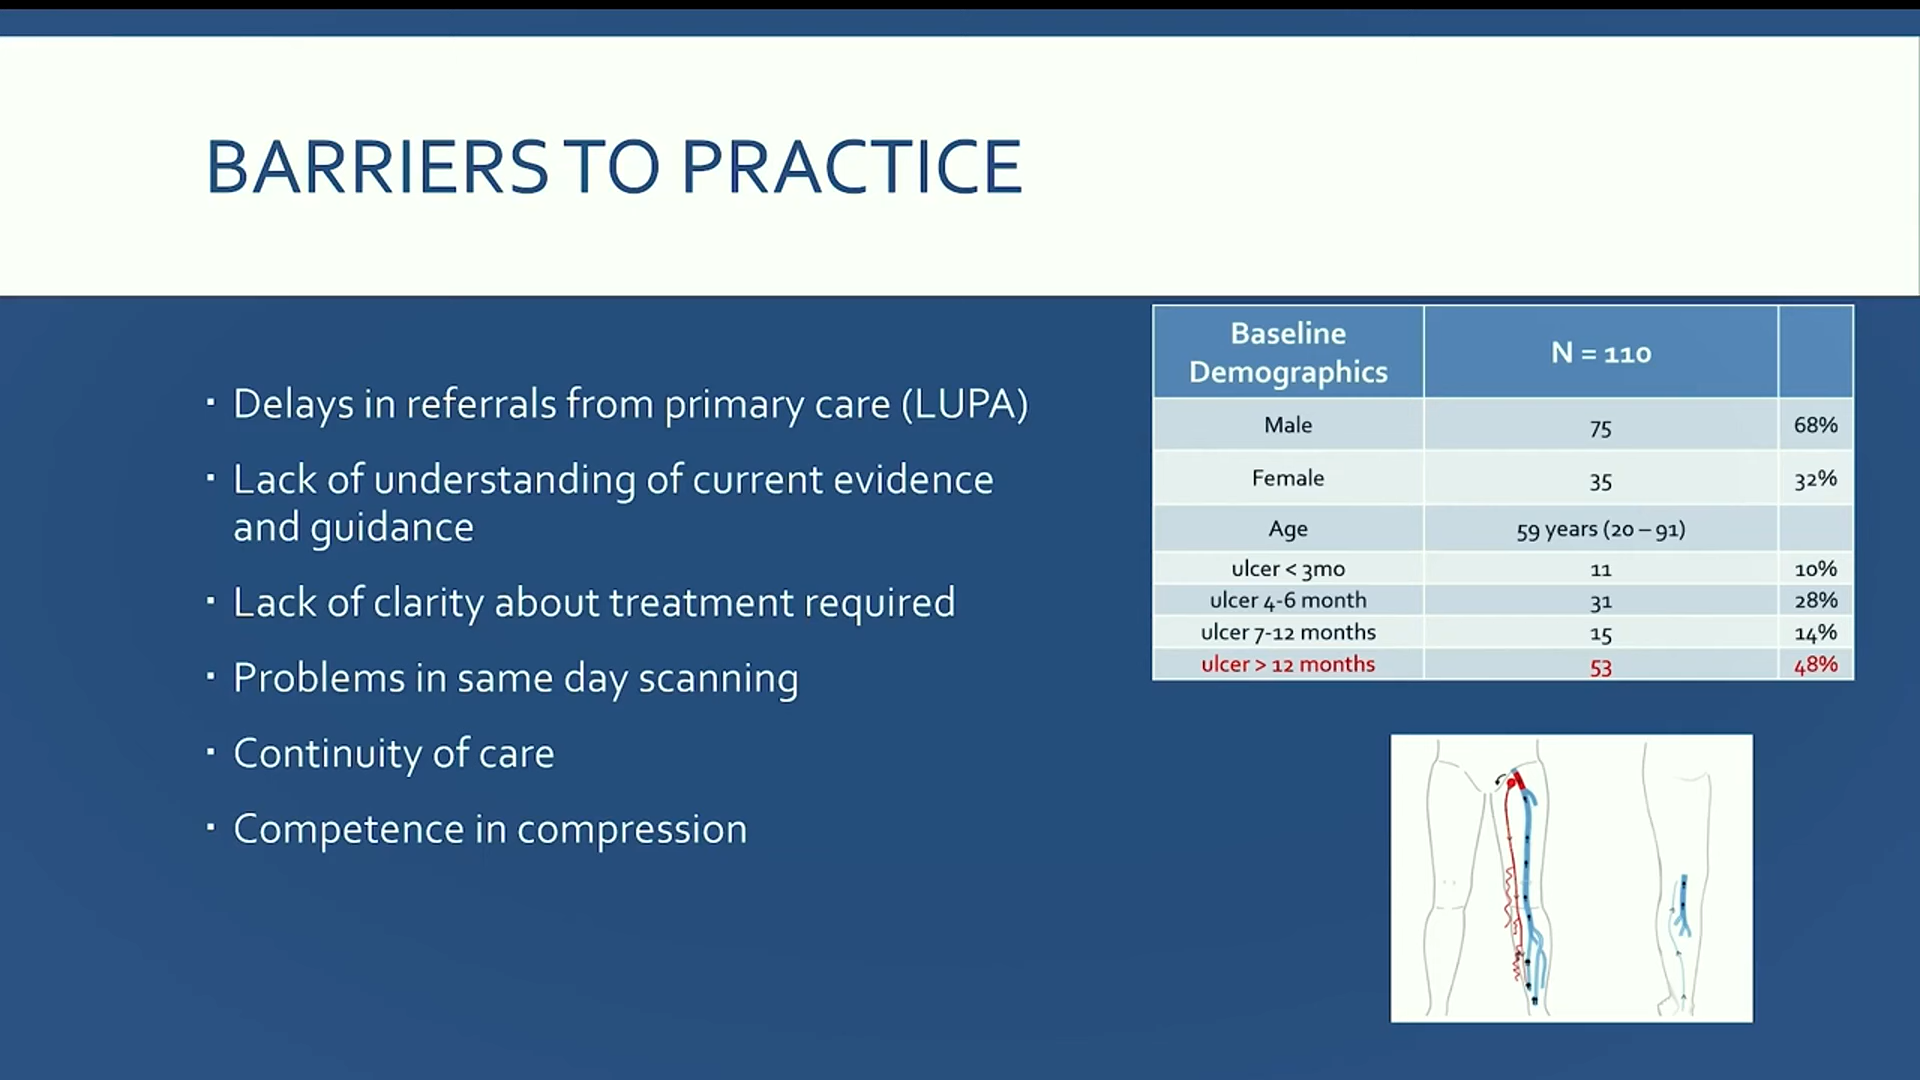 BARRIERS TO PRACTICE
▪ Delays in referrals from primary care (LUPA)
▪ Lack of understanding of current evidence
and guidance
▪ Lack of clarity about treatment required
▪ Problems in same day scanning
▪ Continuity of care
▪ Competence in compression
Baseline
Demographics
N = 110
Male 75 68%
Female 35 32%
Age 59 years (20 – 91)
ulcer < 3mo 11 10%
ulcer 4-6 month 31 28%
ulcer 7-12 months 15 14%
ulcer > 12 months 53 48%